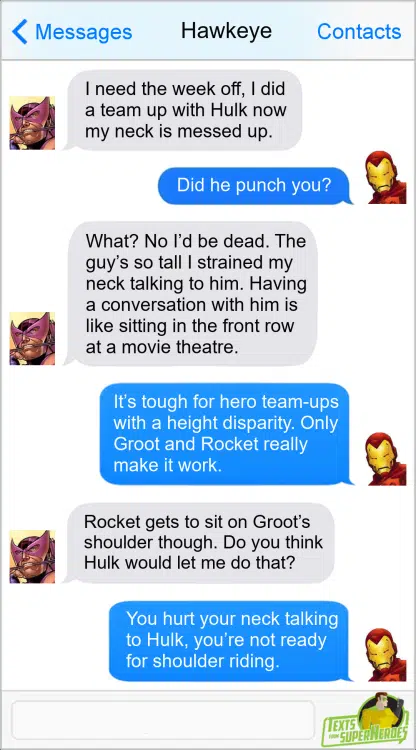 Messages Hawkeye Contacts
I need the week off, I did
a team up with Hulk now
my neck is messed up.
Did he punch you?
What? No I’d be dead. The
guy’s so tall I strained my
neck talking to him. Having
a conversation with him is
like sitting in the front row
at a movie theatre.
It’s tough for hero team-ups
with a height disparity. Only
Groot and Rocket really
make it work.
Rocket gets to sit on Groot’s
shoulder though. Do you think
Hulk would let me do that?
You hurt your neck talking
to Hulk, you’re not ready
for shoulder riding.
TEXTS
FROM SUPERHEROES